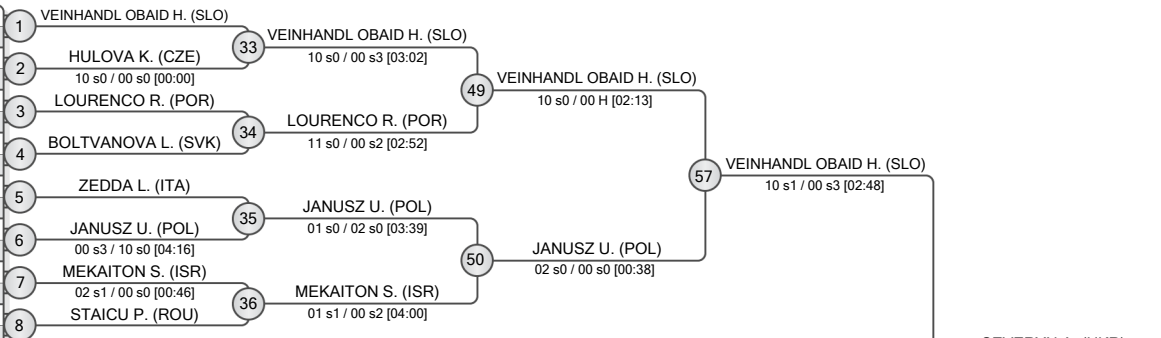 1
VEINHANDL OBAID H. (SLO)
33
VEINHANDL OBAID H. (SLO)
10 s0 / 00 s3 [03:02]
2
HULOVA K. (CZE)
10 s0 / 00 s0 [00:00]
49
VEINHANDL OBAID H. (SLO)
10 s0 / 00 H [02:13]
3
LOURENCO R. (POR)
34
LOURENCO R. (POR)
11 s0 / 00 s2 [02:52]
4
BOLTVANOVA L. (SVK)
57
VEINHANDL OBAID H. (SLO)
10 s1 / 00 s3 [02:48]
5
ZEDDA L. (ITA)
35
JANUSZ U. (POL)
01 s0 / 02 s0 [03:39]
6
JANUSZ U. (POL)
00 s3 / 10 s0 [04:16]
50
JANUSZ U. (POL)
02 s0 / 00 s0 [00:38]
7
MEKAITON S. (ISR)
02 s1 / 00 s0 [00:46]
36
MEKAITON S. (ISR)
01 s1 / 00 s2 [04:00]
8
STAICU P. (ROU)